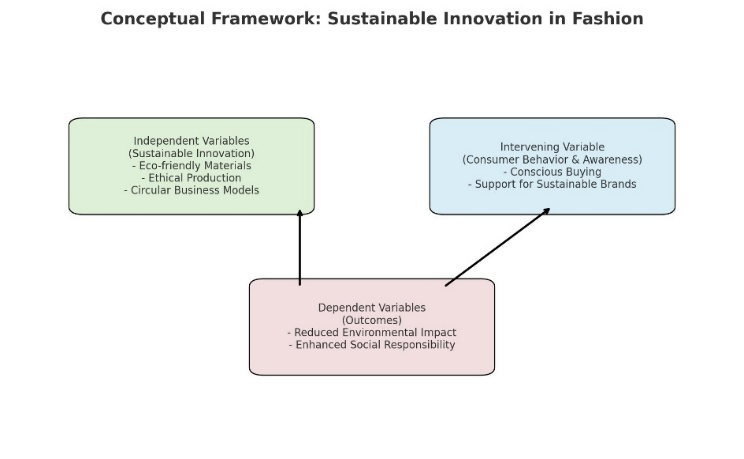 Conceptual Framework: Sustainable Innovation in Fashion
Independent Variables
(Sustainable Innovation)
- Eco-friendly Materials
- Ethical Production
- Circular Business Models
Intervening Variable
(Consumer Behavior & Awareness)
- Conscious Buying
- Support for Sustainable Brands
Dependent Variables
(Outcomes)
- Reduced Environmental Impact
- Enhanced Social Responsibility